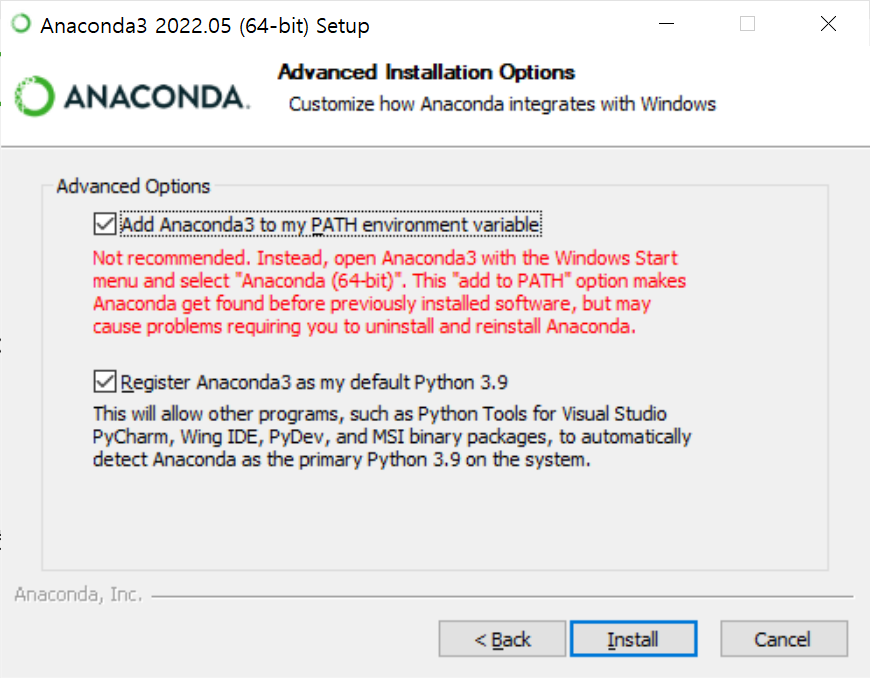 Anaconda3 2022.05 (64-bit) Setup
ANACONDA.
Advanced Installation Options
Customize how Anaconda integrates with Windows
Advanced Options
Add Anaconda3 to my PATH environment variable
Not recommended. Instead, open Anaconda3 with the Windows Start
menu and select "Anaconda (64-bit)". This "add to PATH" option makes
Anaconda get found before previously installed software, but may
cause problems requiring you to uninstall and reinstall Anaconda.
Register Anaconda3 as my default Python 3.9
This will allow other programs, such as Python Tools for Visual Studio
PyCharm, Wing IDE, PyDev, and MSI binary packages, to automatically
detect Anaconda as the primary Python 3.9 on the system.
Anaconda, Inc.
< Back
Install
Cancel